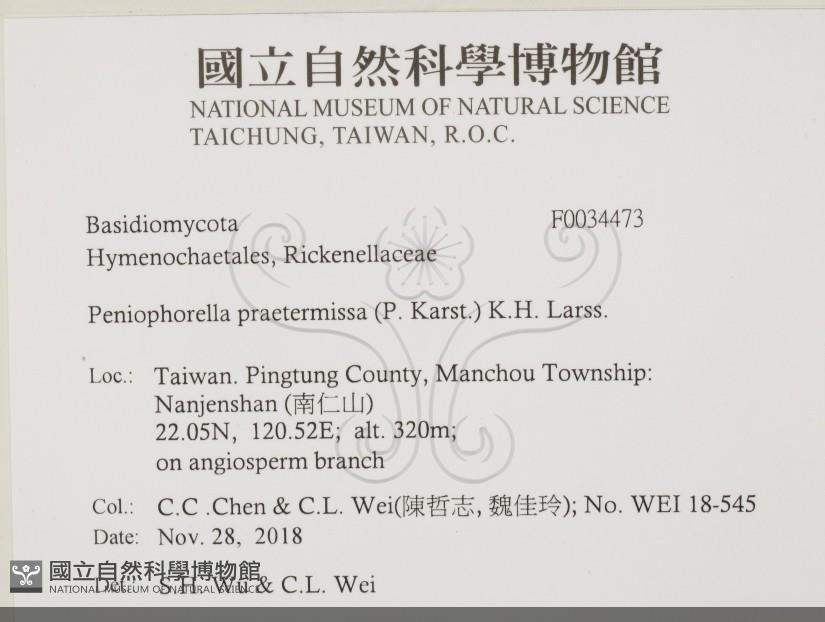 國立自然科學博物館
NATIONAL MUSEUM OF NATURAL SCIENCE
TAICHUNG, TAIWAN, R.O.C.
Basidiomycota F0034473
Hymenochaetales, Rickenellaceae
Peniophorella praetermissa (P. Karst.) K.H. Larss.
Loc.: Taiwan. Pingtung County, Manchou Township:
Nanjenshan (南仁山)
22.05N, 120.52E; alt. 320m;
on angiosperm branch
Col.: C.C .Chen & C.L. Wei(陳哲志, 魏佳玲); No. WEI 18-545
Date: Nov. 28, 2018
Det.: S.H. Wu & C.L. Wei
國立自然科學博物館
NATIONAL MUSEUM OF NATURAL SCIENCE